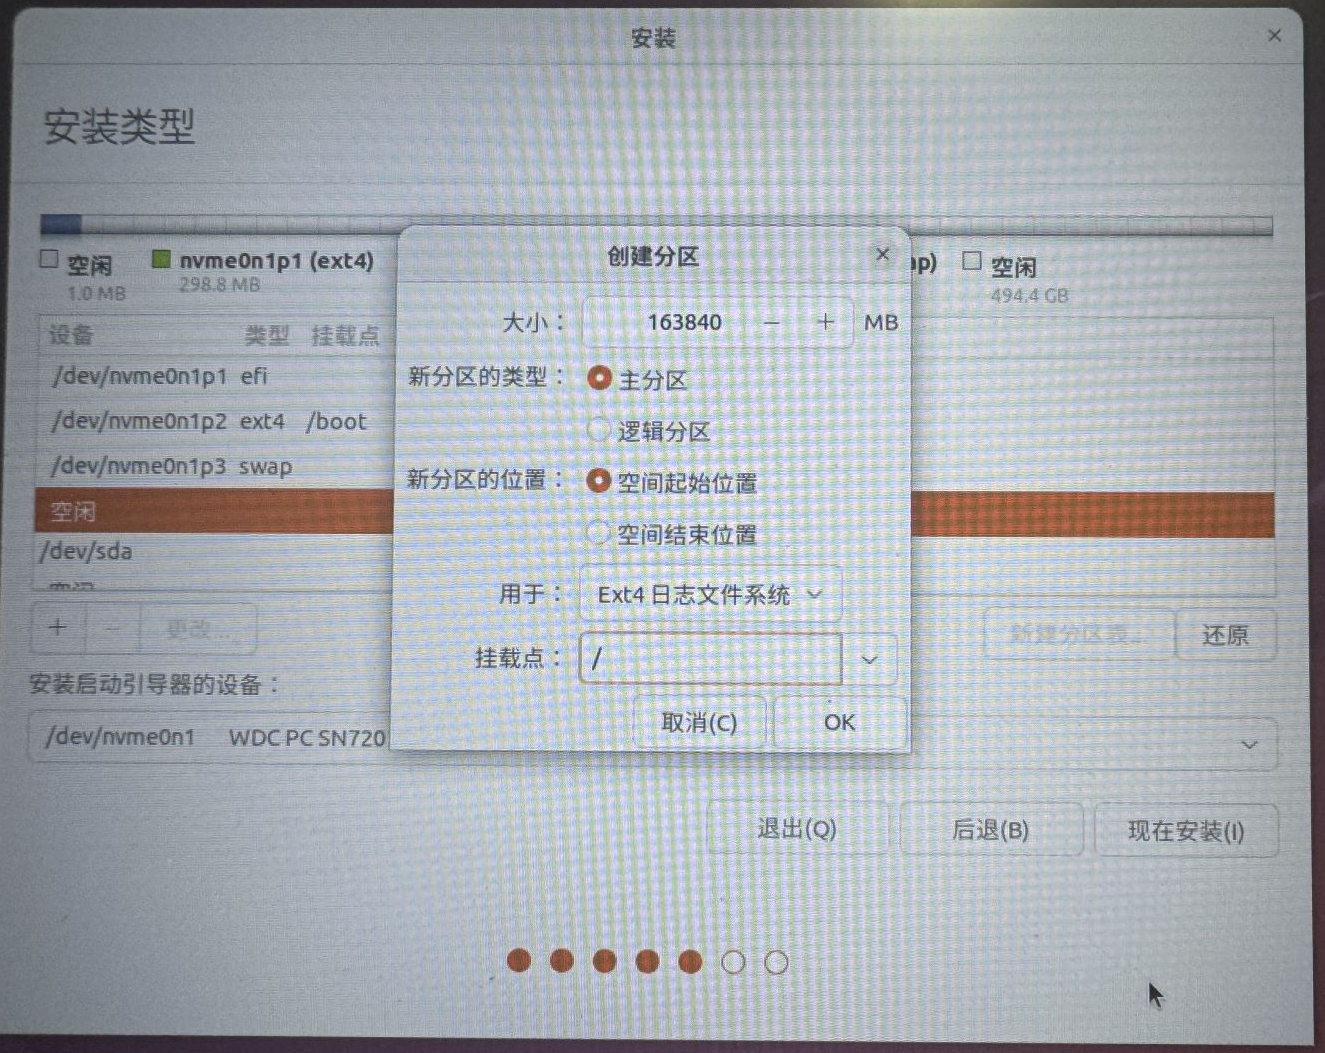 安装
安装类型
空闲
1.0 MB
nvme0n1p1 (ext4)
298.8 MB
空闲
494.4 GB
设备 类型 挂载点
/dev/nvme0n1p1 efi
/dev/nvme0n1p2 ext4 /boot
/dev/nvme0n1p3 swap
空闲
/dev/sda
+ − 更改...
新建分区表... 还原
安装启动引导器的设备：
/dev/nvme0n1 WDC PC SN720
退出(Q) 后退(B) 现在安装(I)
创建分区
大小： 163840 − + MB
新分区的类型： 主分区
逻辑分区
新分区的位置： 空间起始位置
空间结束位置
用于： Ext4 日志文件系统
挂载点： /
取消(C) OK